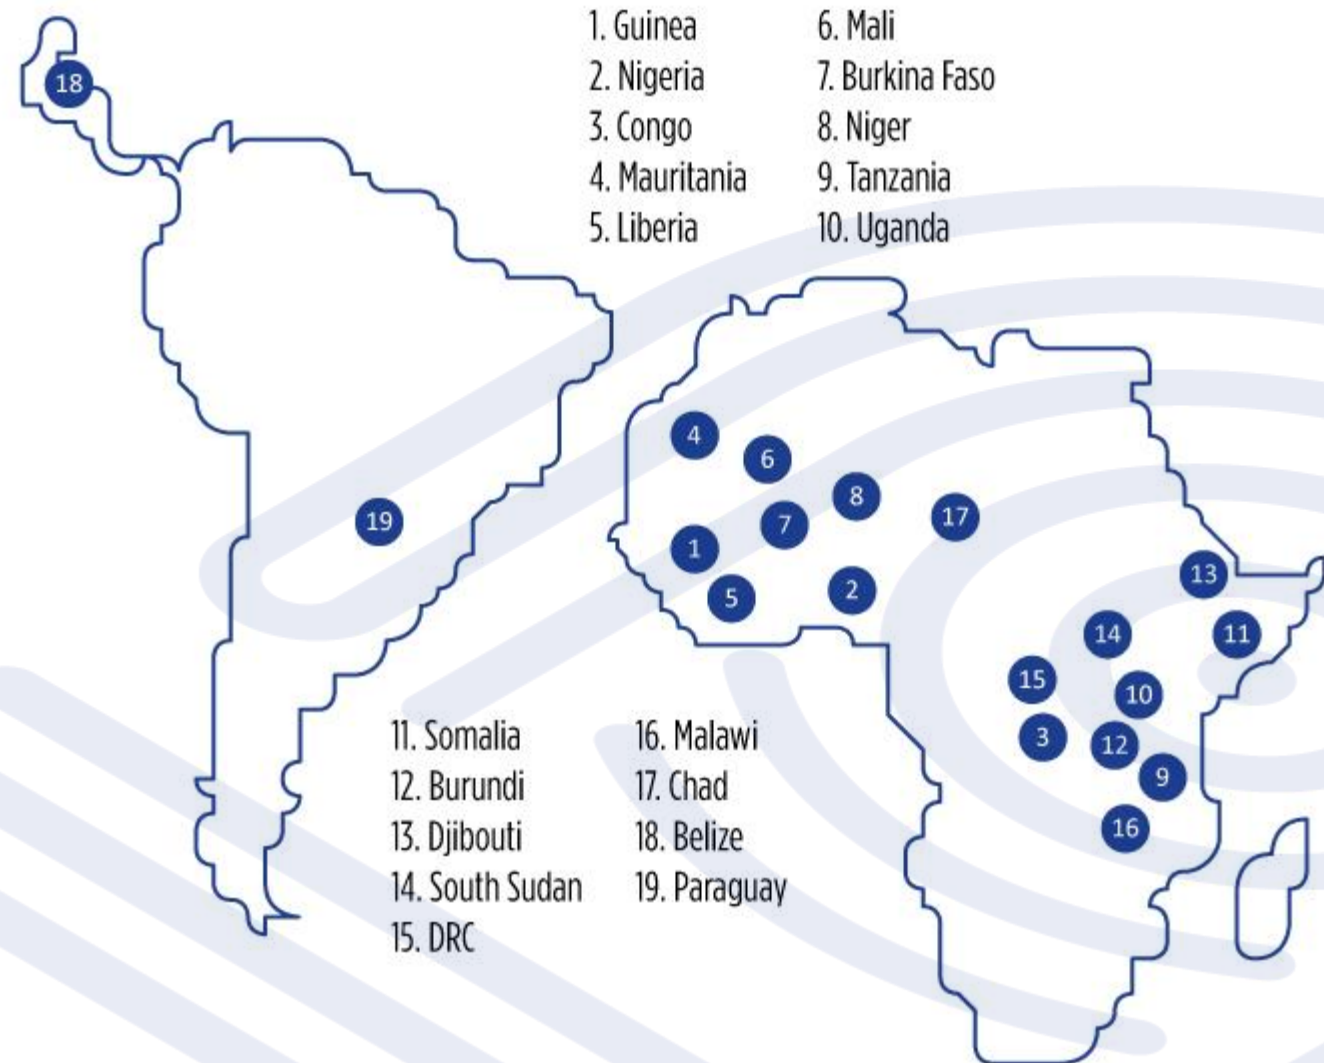 1. Guinea
2. Nigeria
3. Congo
4. Mauritania
5. Liberia
6. Mali
7. Burkina Faso
8. Niger
9. Tanzania
10. Uganda
18
19
4
6
8
7
17
1
5
2
13
14
11
15
10
3
12
9
16
11. Somalia
12. Burundi
13. Djibouti
14. South Sudan
15. DRC
16. Malawi
17. Chad
18. Belize
19. Paraguay